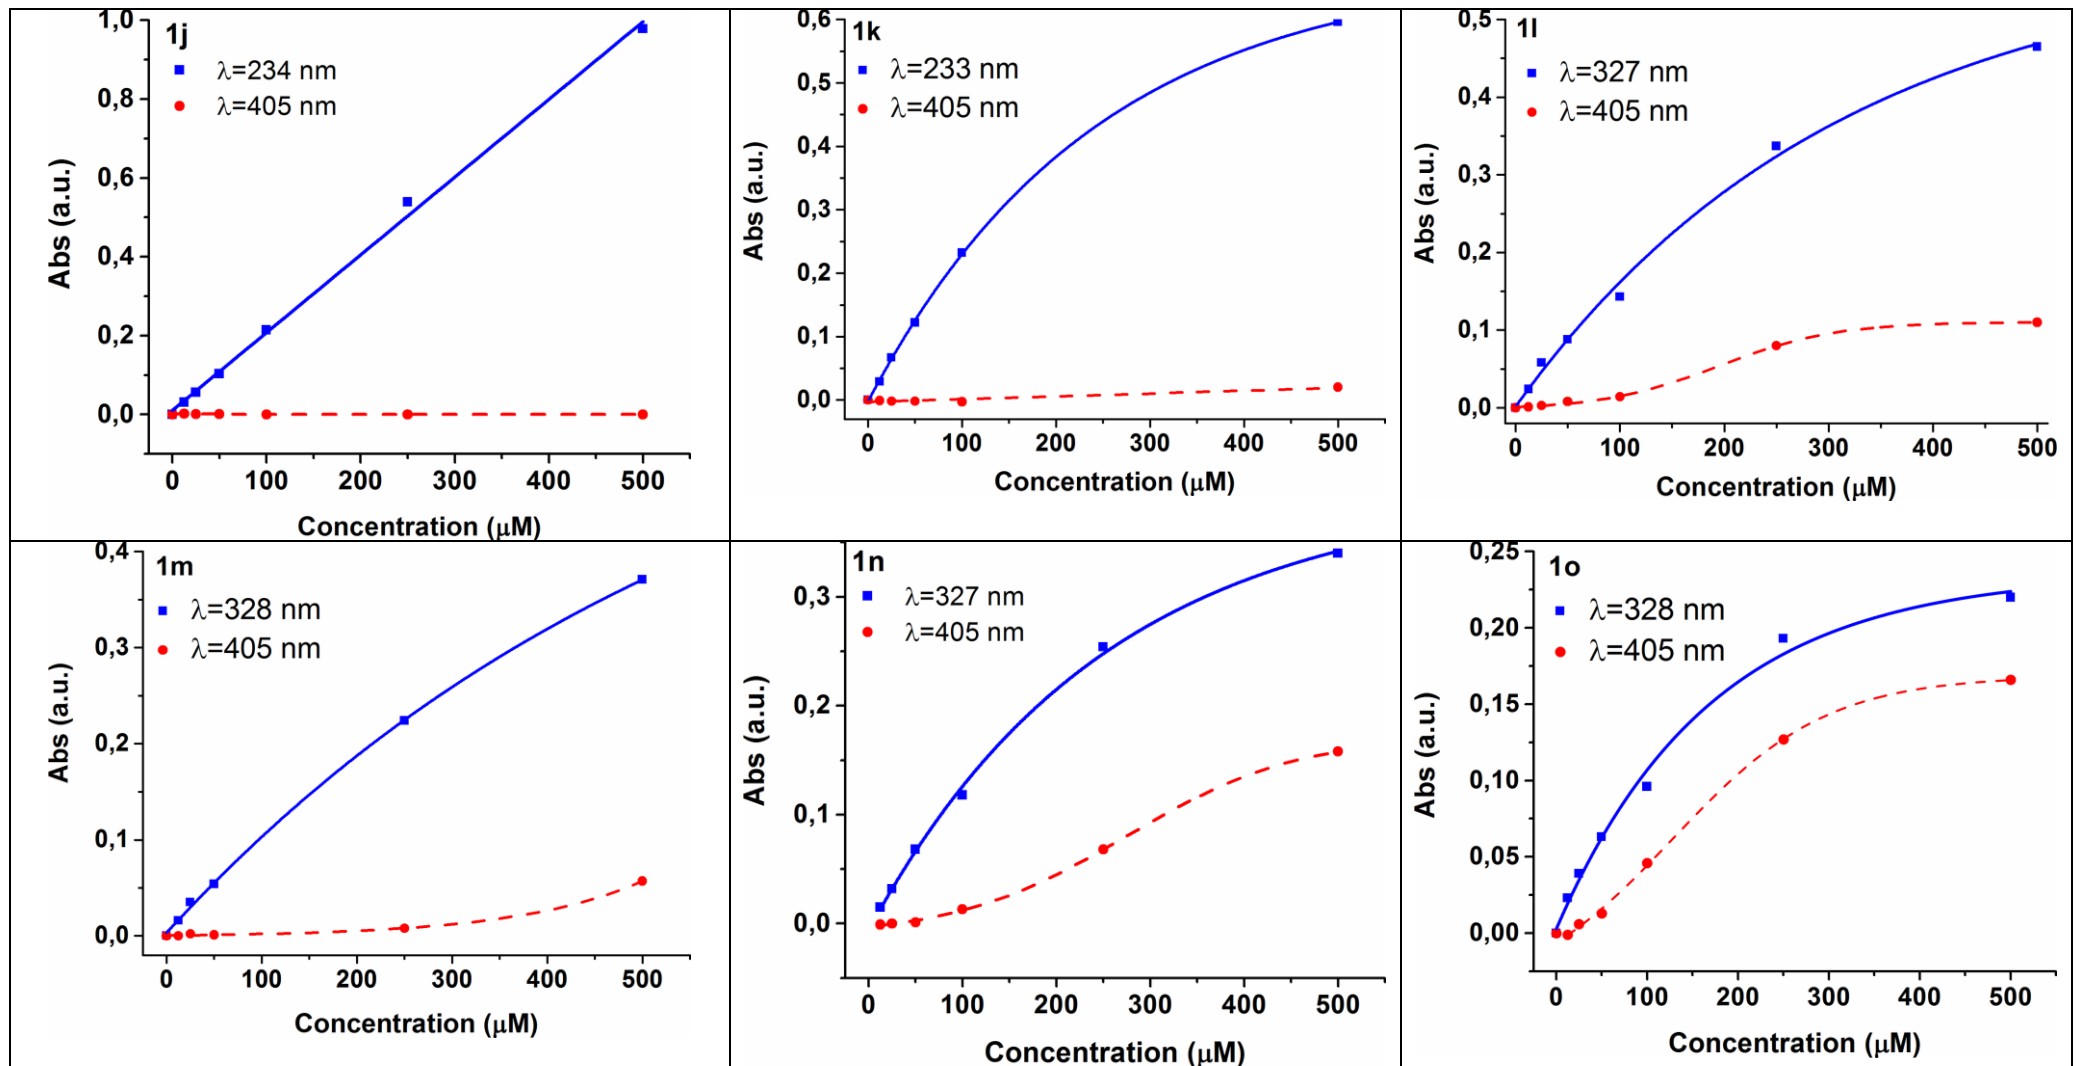 1j
λ=234 nm
λ=405 nm
1,0
0,8
0,6
0,4
0,2
0,0
Abs (a.u.)
0 100 200 300 400 500
Concentration (μM)
1k
λ=233 nm
λ=405 nm
0,6
0,5
0,4
0,3
0,2
0,1
0,0
Abs (a.u.)
0 100 200 300 400 500
Concentration (μM)
1l
λ=327 nm
λ=405 nm
0,5
0,4
0,3
0,2
0,1
0,0
Abs (a.u.)
0 100 200 300 400 500
Concentration (μM)
1m
λ=328 nm
λ=405 nm
0,4
0,3
0,2
0,1
0,0
Abs (a.u.)
0 100 200 300 400 500
Concentration (μM)
1n
λ=327 nm
λ=405 nm
0,3
0,2
0,1
0,0
Abs (a.u.)
0 100 200 300 400 500
Concentration (μM)
1o
λ=328 nm
λ=405 nm
0,25
0,20
0,15
0,10
0,05
0,00
Abs (a.u.)
0 100 200 300 400 500
Concentration (μM)